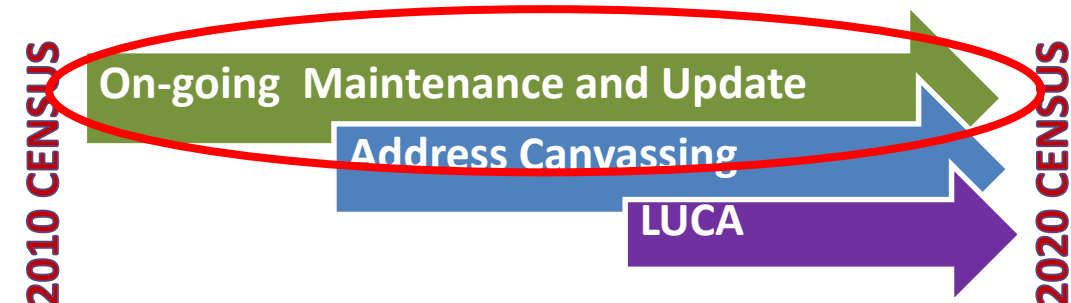 2010 CENSUS
On-going Maintenance and Update
Address Canvassing
LUCA
2020 CENSUS